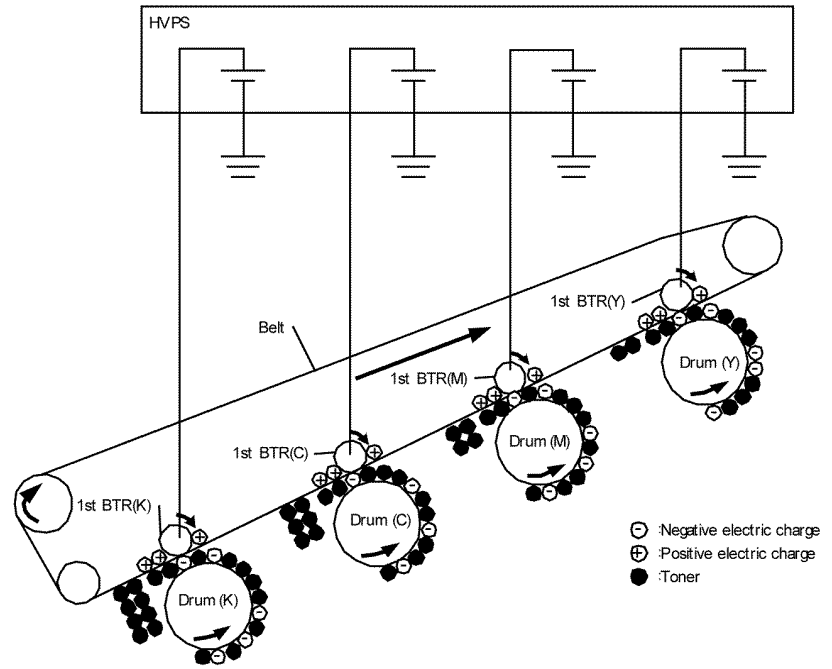 HVPS
1st BTR(Y)
Belt
Drum (Y)
1st BTR(M)
Drum (M)
1st BTR(C)
1st BTR(K)
Drum (C)
:Negative electric charge
:Positive electric charge
:Toner
Drum (K)